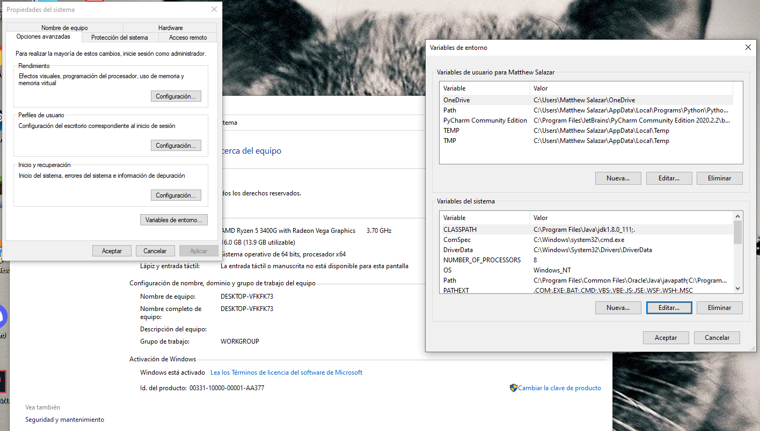 Propiedades del sistema
Nombre de equipo
Hardware
Opciones avanzadas
Protección del sistema
Acceso remoto
Para realizar la mayoría de estos cambios, inicie sesión como administrador.
Rendimiento
Efectos visuales, programación del procesador, uso de memoria y
memoria virtual
Configuración...
Perfiles de usuario
Configuración del escritorio correspondiente al inicio de sesión
Configuración...
Inicio y recuperación
Inicio del sistema, errores del sistema e información de depuración
Configuración...
Variables de entorno...
Aceptar
Cancelar
Aplicar
tema
cerca del equipo
dos los derechos reservados.
AMD Ryzen 5 3400G with Radeon Vega Graphics 3.70 GHz
16.0 GB (13.9 GB utilizable)
Sistema operativo de 64 bits, procesador x64
Lápiz y entrada táctil: La entrada táctil o manuscrita no está disponible para esta pantalla
Configuración de nombre, dominio y grupo de trabajo del equipo
Nombre de equipo: DESKTOP-VFKFK73
Nombre completo de DESKTOP-VFKFK73
equipo:
Descripción del equipo:
Grupo de trabajo: WORKGROUP
Activación de Windows
Windows está activado Lea los Términos de licencia del software de Microsoft
Id. del producto: 00331-10000-00001-AA377
Cambiar la clave de producto
Vea también
Seguridad y mantenimiento
Variables de entorno
Variables de usuario para Matthew Salazar
Variable Valor
OneDrive C:\Users\Matthew Salazar\OneDrive
Path C:\Users\Matthew Salazar\AppData\Local\Programs\Python\Pytho...
PyCharm Community Edition C:\Program Files\JetBrains\PyCharm Community Edition 2020.2.2\b...
TEMP C:\Users\Matthew Salazar\AppData\Local\Temp
TMP C:\Users\Matthew Salazar\AppData\Local\Temp
Nueva... Editar... Eliminar
Variables del sistema
Variable Valor
CLASSPATH C:\Program Files\Java\jdk1.8.0_111;.
ComSpec C:\Windows\system32\cmd.exe
DriverData C:\Windows\System32\Drivers\DriverData
NUMBER_OF_PROCESSORS 8
OS Windows_NT
Path C:\Program Files\Common Files\Oracle\Java\javapath;C:\Program...
PATHEXT .COM;.EXE;.BAT;.CMD;.VBS;.VBE;.JS;.JSE;.WSF;.WSH;.MSC
Nueva... Editar... Eliminar
Aceptar Cancelar